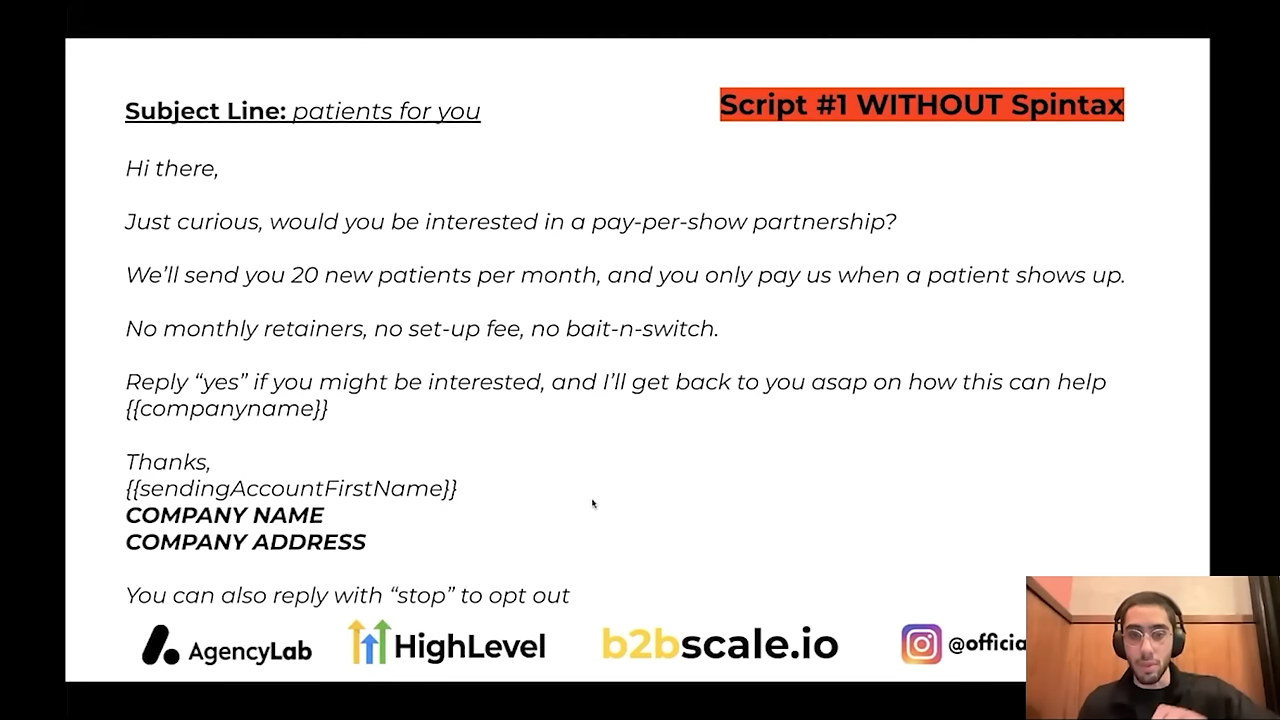 Subject Line: patients for you
Script #1 WITHOUT Spintax
Hi there,
Just curious, would you be interested in a pay-per-show partnership?
We’ll send you 20 new patients per month, and you only pay us when a patient shows up.
No monthly retainers, no set-up fee, no bait-n-switch.
Reply “yes” if you might be interested, and I’ll get back to you asap on how this can help
{{companyname}}
Thanks,
{{sendingAccountFirstName}}
COMPANY NAME
COMPANY ADDRESS
You can also reply with “stop” to opt out
AgencyLab
HighLevel
b2bscale.io